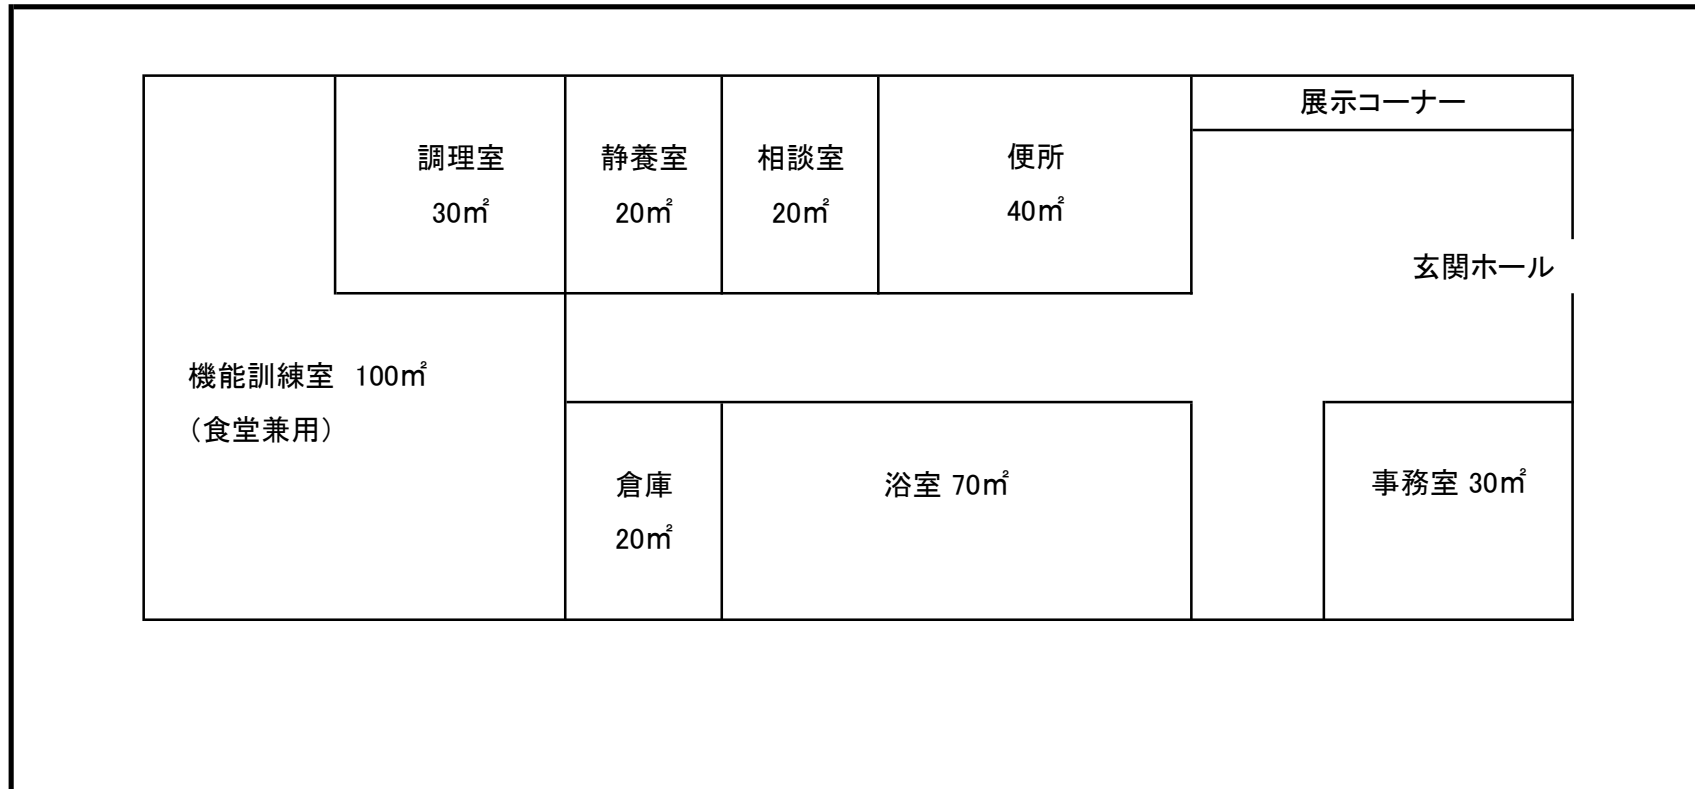 展示コーナー
調理室
30㎡
静養室
20㎡
相談室
20㎡
便所
40㎡
玄関ホール
機能訓練室　100㎡
（食堂兼用）
倉庫
20㎡
浴室 70㎡
事務室 30㎡